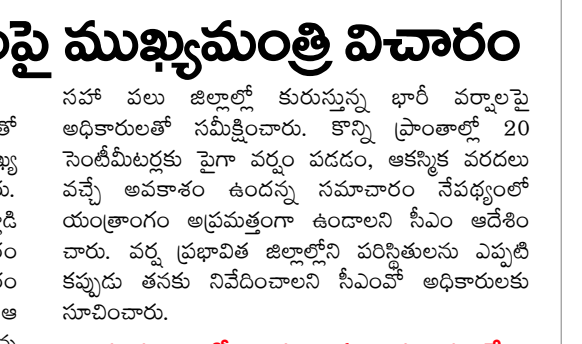 ంపై ముఖ్యమంత్రి విచారం
సహా పలు జిల్లాల్లో కురుస్తున్న భారీ వర్షాలపై
అధికారులతో సమీక్షించారు. కొన్ని ప్రాంతాల్లో 20
సెంటీమీటర్లకు పైగా వర్షం పడడం, ఆకస్మిక వరదలు
వచ్చే అవకాశం ఉందన్న సమాచారం నేపథ్యంలో
యంత్రాంగం అప్రమత్తంగా ఉండాలని సీఎం ఆదేశిం
చారు. వర్ష ప్రభావిత జిల్లాల్లోని పరిస్థితులను ఎప్పటి
కప్పుడు తనకు నివేదించాలని సీఎంవో అధికారులకు
సూచించారు.